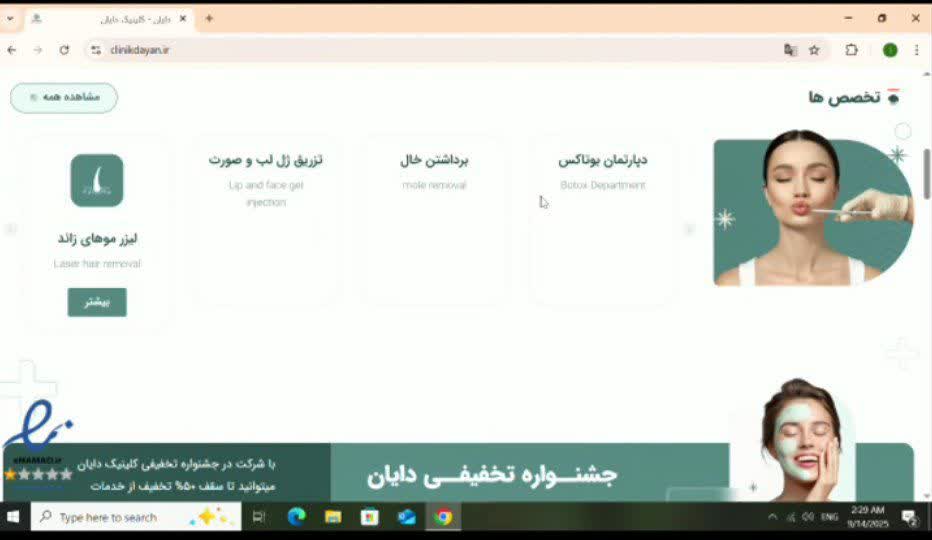 دایان - کلینیک دایان
clinikdayan.ir
تخصص ها
مشاهده همه
دپارتمان بوتاکس
Botox Department
برداشتن خال
mole removal
تزریق ژل لب و صورت
Lip and face gel
injection
لیزر موهای زائد
Laser hair removal
بیشتر
eNAMAD.ir
جشنــواره تخفیفــی دایان
با شرکت در جشنواره تخفیفی کلینیک دایان
میتوانید تا سقف ۵۰% تخفیف از خدمات
Type here to search
ENG
2:29 AM
9/14/2025